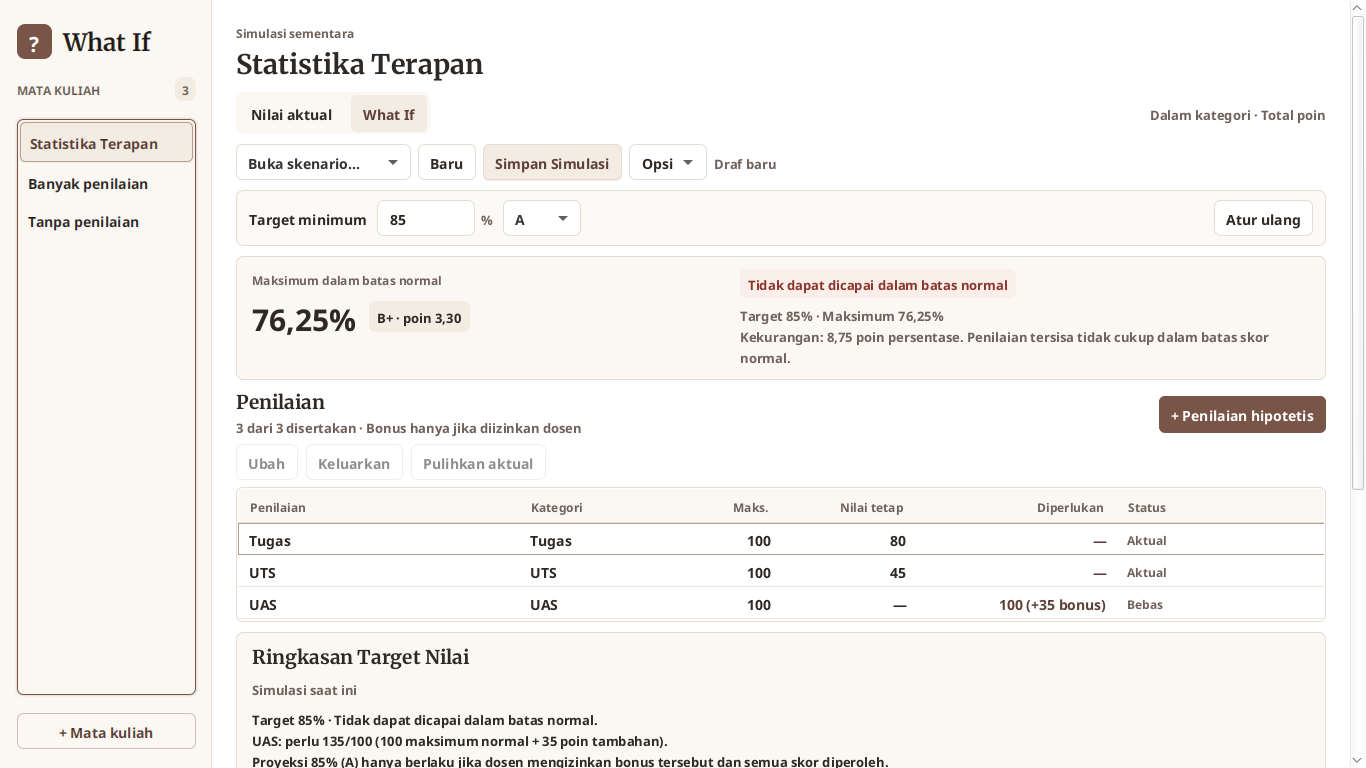 ? What If
MATA KULIAH 3
Statistika Terapan
Banyak penilaian
Tanpa penilaian
+ Mata kuliah
Simulasi sementara
Statistika Terapan
Nilai aktual What If Dalam kategori · Total poin
Buka skenario... Baru Simpan Simulasi Opsi Draf baru
Target minimum 85 % A Atur ulang
Maksimum dalam batas normal
76,25% B+ · poin 3,30
Tidak dapat dicapai dalam batas normal
Target 85% · Maksimum 76,25%
Kekurangan: 8,75 poin persentase. Penilaian tersisa tidak cukup dalam batas skor
normal.
Penilaian
3 dari 3 disertakan · Bonus hanya jika diizinkan dosen
+ Penilaian hipotetis
Ubah Keluarkan Pulihkan aktual
Penilaian Kategori Maks. Nilai tetap Diperlukan Status
Tugas Tugas 100 80 — Aktual
UTS UTS 100 45 — Aktual
UAS UAS 100 — 100 (+35 bonus) Bebas
Ringkasan Target Nilai
Simulasi saat ini
Target 85% · Tidak dapat dicapai dalam batas normal.
UAS: perlu 135/100 (100 maksimum normal + 35 poin tambahan).
Proyeksi 85% (A) hanya berlaku jika dosen mengizinkan bonus tersebut dan semua skor diperoleh.